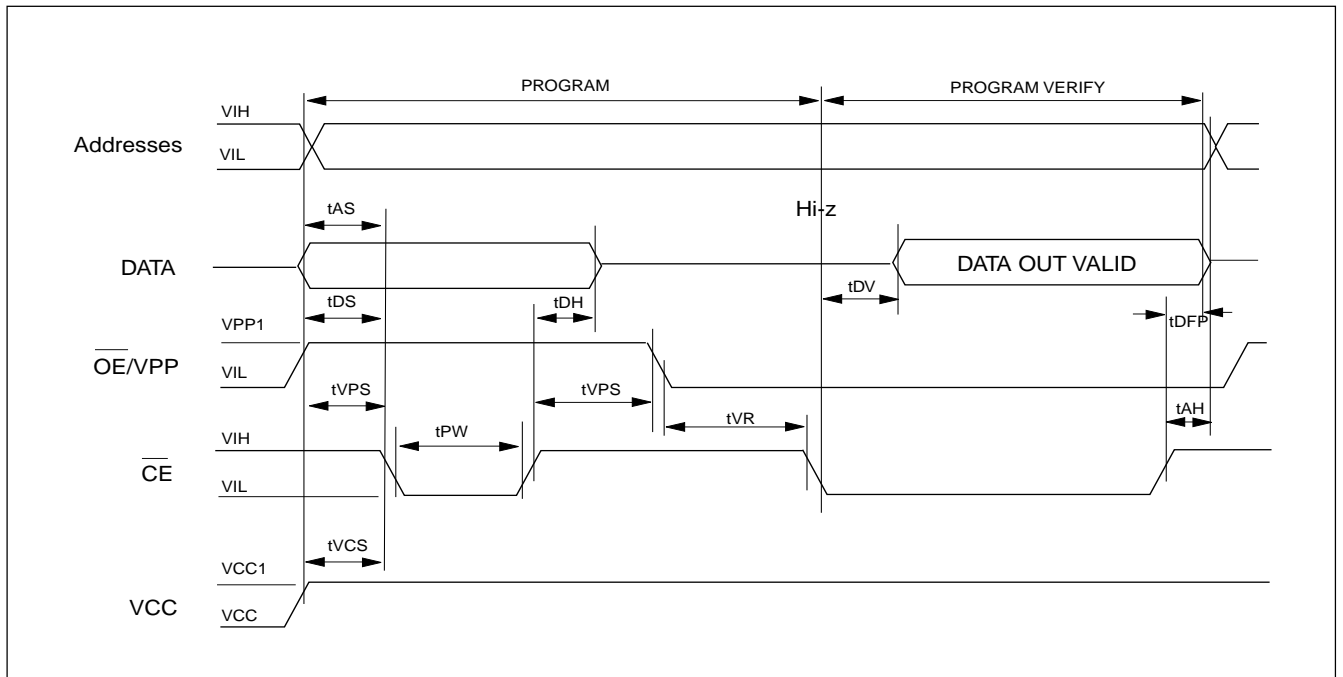 PROGRAM
PROGRAM VERIFY
VIH
Addresses
VIL
tAS
Hi-z
DATA
DATA OUT VALID
tDS
tDH
tDV
tDFP
VPP1
OE/VPP
VIL
tVPS
tVPS
tAH
tPW
tVR
VIH
CE
VIL
tVCS
VCC1
VCC
VCC